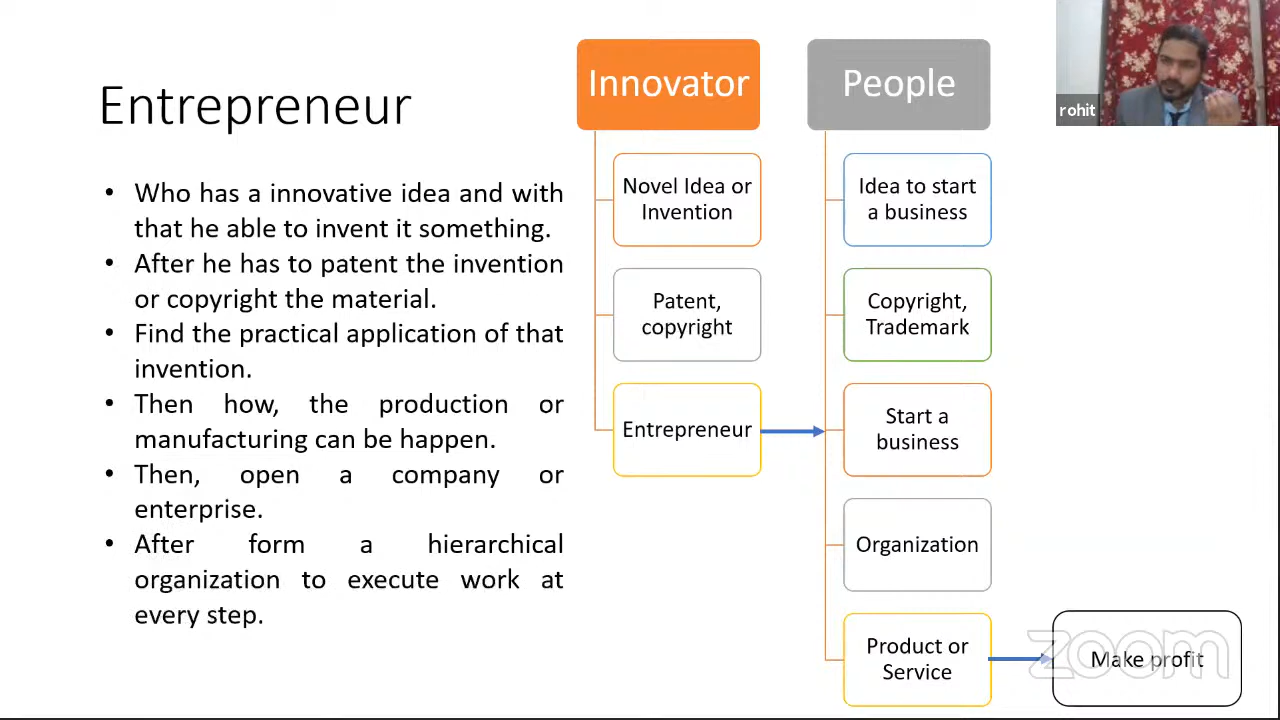 Entrepreneur
• Who has a innovative idea and with
that he able to invent it something.
• After he has to patent the invention
or copyright the material.
• Find the practical application of that
invention.
• Then how, the production or
manufacturing can be happen.
• Then, open a company or
enterprise.
• After form a hierarchical
organization to execute work at
every step.
Innovator
Novel Idea or
Invention
Patent,
copyright
Entrepreneur
People
Idea to start
a business
Copyright,
Trademark
Start a
business
Organization
Product or
Service
Make profit
zoom
rohit